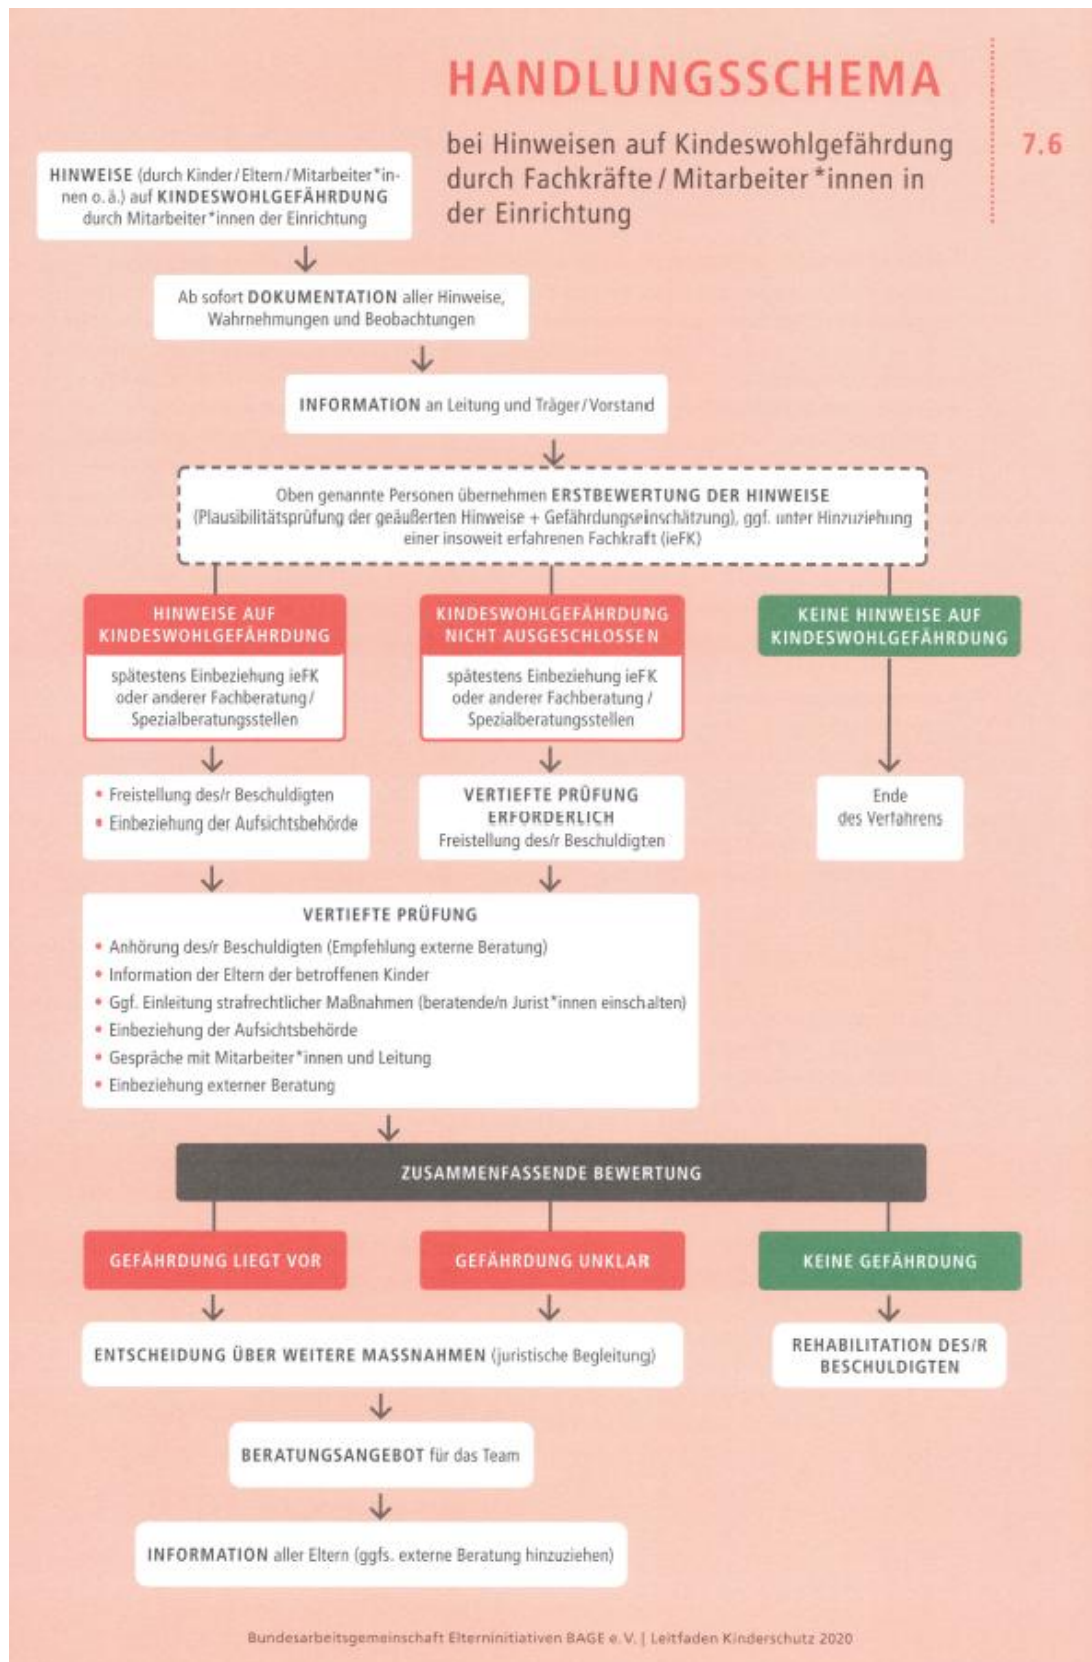 HANDLUNGSSCHEMA
bei Hinweisen auf Kindeswohlgefährdung
durch Fachkräfte / Mitarbeiter*innen in
der Einrichtung
7.6
HINWEISE (durch Kinder/Eltern/Mitarbeiter*in-
nen o. ä.) auf KINDESWOHLGEFÄHRDUNG
durch Mitarbeiter*innen der Einrichtung
Ab sofort DOKUMENTATION aller Hinweise,
Wahrnehmungen und Beobachtungen
INFORMATION an Leitung und Träger/Vorstand
Oben genannte Personen übernehmen ERSTBEWERTUNG DER HINWEISE
(Plausibilitätsprüfung der geäußerten Hinweise + Gefährdungseinschätzung), ggf. unter Hinzuziehung
einer insoweit erfahrenen Fachkraft (ieFK)
HINWEISE AUF
KINDESWOHLGEFÄHRDUNG
spätestens Einbeziehung ieFK
oder anderer Fachberatung/
Spezialberatungsstellen
KINDESWOHLGEFÄHRDUNG
NICHT AUSGESCHLOSSEN
spätestens Einbeziehung ieFK
oder anderer Fachberatung/
Spezialberatungsstellen
KEINE HINWEISE AUF
KINDESWOHLGEFÄHRDUNG
• Freistellung des/r Beschuldigten
• Einbeziehung der Aufsichtsbehörde
VERTIEFTE PRÜFUNG
ERFORDERLICH
Freistellung des/r Beschuldigten
Ende
des Verfahrens
VERTIEFTE PRÜFUNG
• Anhörung des/r Beschuldigten (Empfehlung externe Beratung)
• Information der Eltern der betroffenen Kinder
• Ggf. Einleitung strafrechtlicher Maßnahmen (beratende/n Jurist*innen einschalten)
• Einbeziehung der Aufsichtsbehörde
• Gespräche mit Mitarbeiter*innen und Leitung
• Einbeziehung externer Beratung
ZUSAMMENFASSENDE BEWERTUNG
GEFÄHRDUNG LIEGT VOR
GEFÄHRDUNG UNKLAR
KEINE GEFÄHRDUNG
ENTSCHEIDUNG ÜBER WEITERE MASSNAHMEN (juristische Begleitung)
REHABILITATION DES/R
BESCHULDIGTEN
BERATUNGSANGEBOT für das Team
INFORMATION aller Eltern (ggfs. externe Beratung hinzuziehen)
Bundesarbeitsgemeinschaft Elterninitiativen BAGE e. V. | Leitfaden Kinderschutz 2020